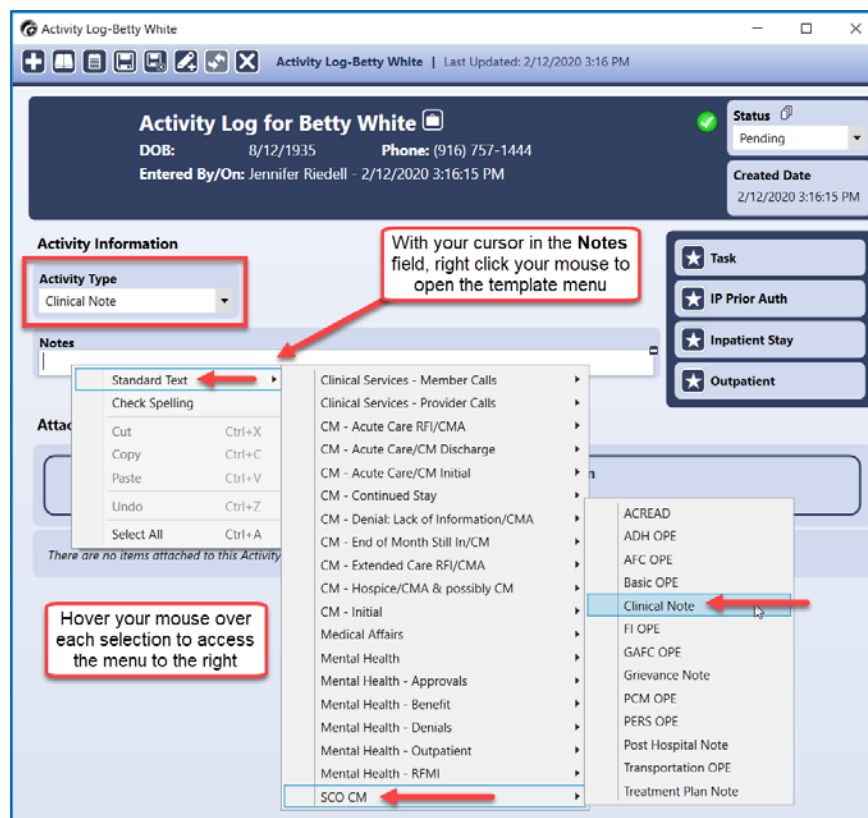 Activity Log-Betty White
Activity Log-Betty White | Last Updated: 2/12/2020 3:16 PM
Activity Log for Betty White
DOB: 8/12/1935 Phone: (916) 757-1444
Entered By/On: Jennifer Riedell - 2/12/2020 3:16:15 PM
Status
Pending
Created Date
2/12/2020 3:16:15 PM
Activity Information
Activity Type
Clinical Note
With your cursor in the Notes
field, right click your mouse to
open the template menu
Task
IP Prior Auth
Inpatient Stay
Outpatient
Notes
Standard Text
Check Spelling
Cut Ctrl+X
Copy Ctrl+C
Paste Ctrl+V
Undo Ctrl+Z
Select All Ctrl+A
Attac
n
There are no items attached to this Activity
Hover your mouse over
each selection to access
the menu to the right
Clinical Services - Member Calls
Clinical Services - Provider Calls
CM - Acute Care RFI/CMA
CM - Acute Care/CM Discharge
CM - Acute Care/CM Initial
CM - Continued Stay
CM - Denial: Lack of Information/CMA
CM - End of Month Still In/CM
CM - Extended Care RFI/CMA
CM - Hospice/CMA & possibly CM
CM - Initial
Medical Affairs
Mental Health
Mental Health - Approvals
Mental Health - Benefit
Mental Health - Denials
Mental Health - Outpatient
Mental Health - RFMI
SCO CM
ACREAD
ADH OPE
AFC OPE
Basic OPE
Clinical Note
FI OPE
GAFC OPE
Grievance Note
PCM OPE
PERS OPE
Post Hospital Note
Transportation OPE
Treatment Plan Note